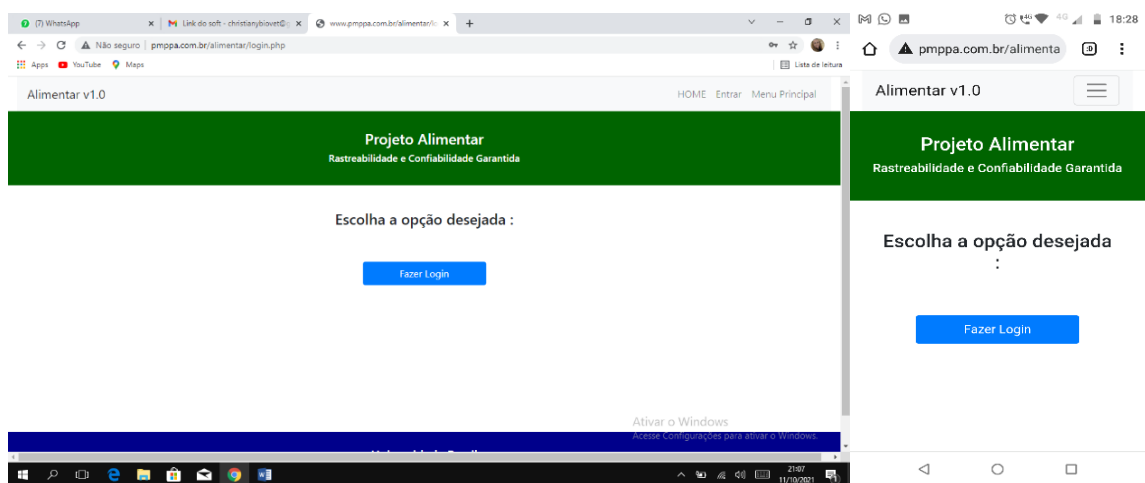 (7) WhatsApp
Link do soft - christianybiovet@g
www.pmppa.com.br/alimentar/lo
Não seguro | pmppa.com.br/alimentar/login.php
Apps YouTube Maps
Lista de leitura
Alimentar v1.0
HOME Entrar Menu Principal
Projeto Alimentar
Rastreabilidade e Confiabilidade Garantida
Escolha a opção desejada :
Fazer Login
Ativar o Windows
Acesse Configurações para ativar o Windows.
21:07
11/10/2021
4G 18:28
pmppa.com.br/alimenta
:D
Alimentar v1.0
Projeto Alimentar
Rastreabilidade e Confiabilidade Garantida
Escolha a opção desejada
:
Fazer Login